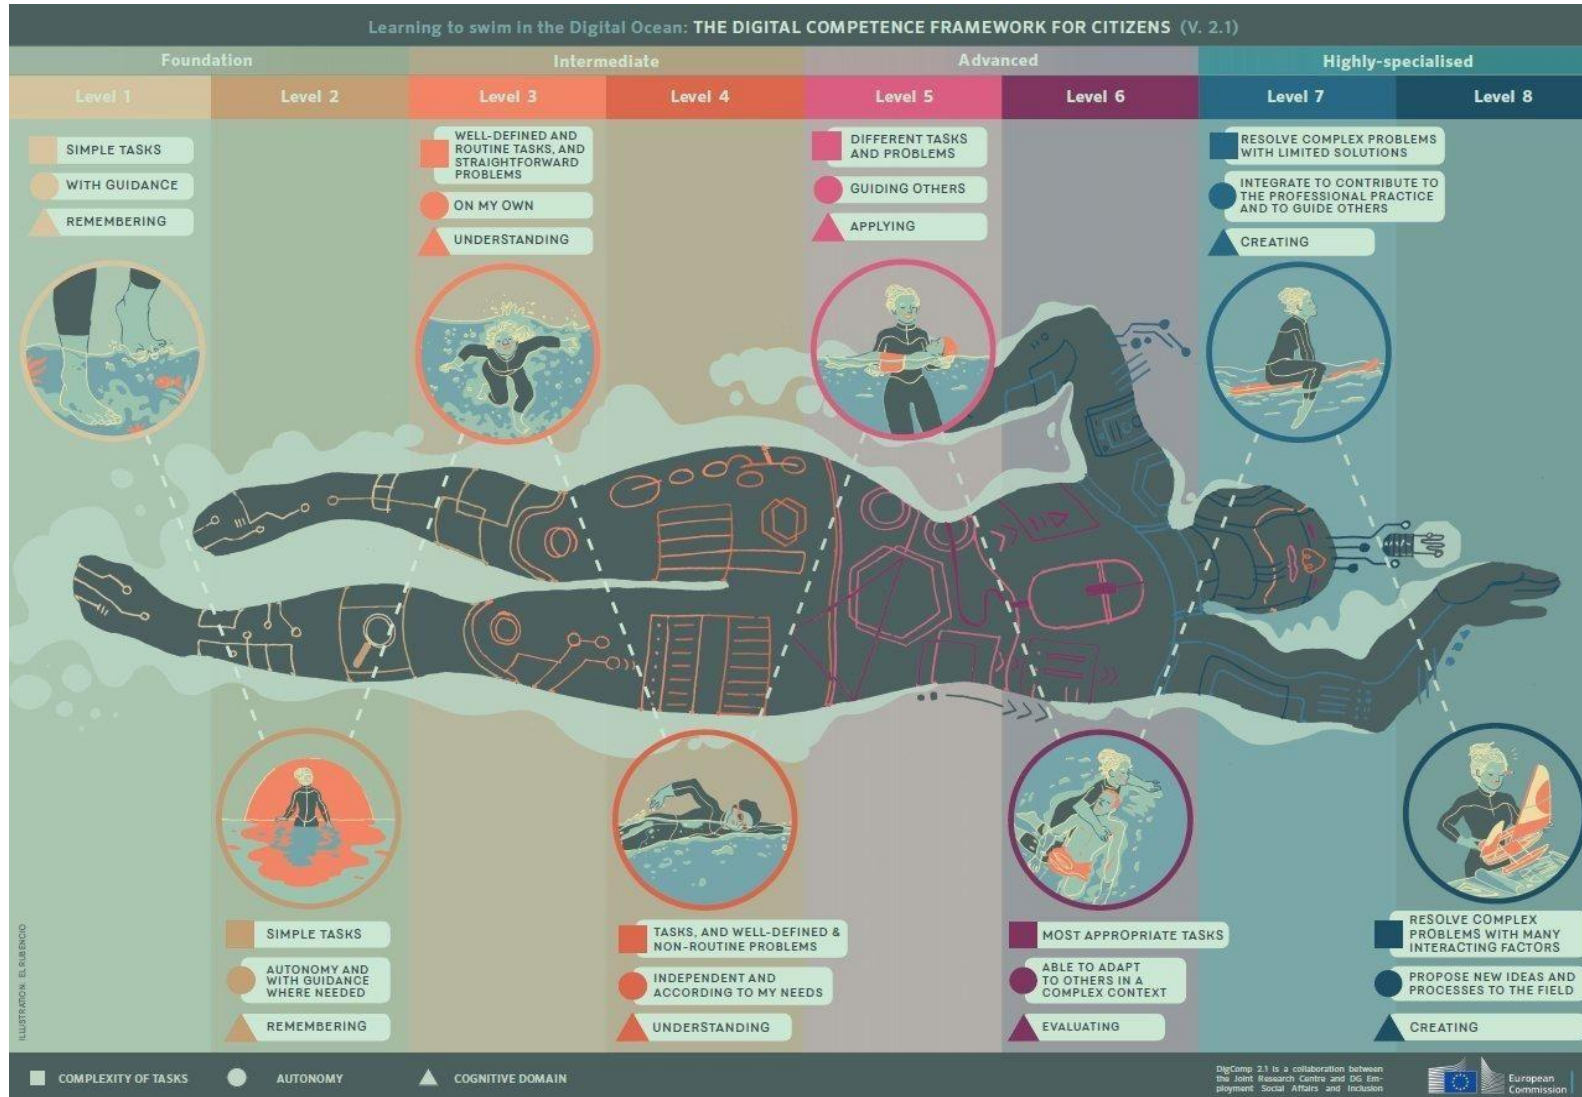 Learning to swim in the Digital Ocean: THE DIGITAL COMPETENCE FRAMEWORK FOR CITIZENS (V. 2.1)
Foundation
Intermediate
Advanced
Highly-specialised
Level 1
Level 2
Level 3
Level 4
Level 5
Level 6
Level 7
Level 8
SIMPLE TASKS
WITH GUIDANCE
REMEMBERING
WELL-DEFINED AND
ROUTINE TASKS, AND
STRAIGHTFORWARD
PROBLEMS
ON MY OWN
UNDERSTANDING
DIFFERENT TASKS
AND PROBLEMS
GUIDING OTHERS
APPLYING
RESOLVE COMPLEX PROBLEMS
WITH LIMITED SOLUTIONS
INTEGRATE TO CONTRIBUTE TO
THE PROFESSIONAL PRACTICE
AND TO GUIDE OTHERS
CREATING
SIMPLE TASKS
AUTONOMY AND
WITH GUIDANCE
WHERE NEEDED
REMEMBERING
TASKS, AND WELL-DEFINED &
NON-ROUTINE PROBLEMS
INDEPENDENT AND
ACCORDING TO MY NEEDS
UNDERSTANDING
MOST APPROPRIATE TASKS
ABLE TO ADAPT
TO OTHERS IN A
COMPLEX CONTEXT
EVALUATING
RESOLVE COMPLEX
PROBLEMS WITH MANY
INTERACTING FACTORS
PROPOSE NEW IDEAS AND
PROCESSES TO THE FIELD
CREATING
ILLUSTRATION: EL RUBENCIO
COMPLEXITY OF TASKS
AUTONOMY
COGNITIVE DOMAIN
DigComp 2.1 is a collaboration between
the Joint Research Centre and DG Em-
ployment Social Affairs and Inclusion
European
Commission